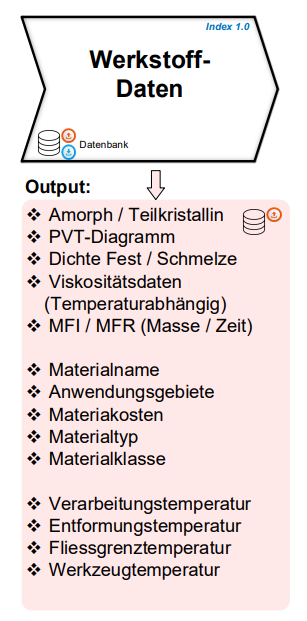 Index 1.0
Werkstoff-
Daten
Datenbank
Output:
❖ Amorph / Teilkristallin
❖ PVT-Diagramm
❖ Dichte Fest / Schmelze
❖ Viskositätsdaten
(Temperaturabhängig)
❖ MFI / MFR (Masse / Zeit)
❖ Materialname
❖ Anwendungsgebiete
❖ Materiakosten
❖ Materialtyp
❖ Materialklasse
❖ Verarbeitungstemperatur
❖ Entformungstemperatur
❖ Fliessgrenztemperatur
❖ Werkzeugtemperatur